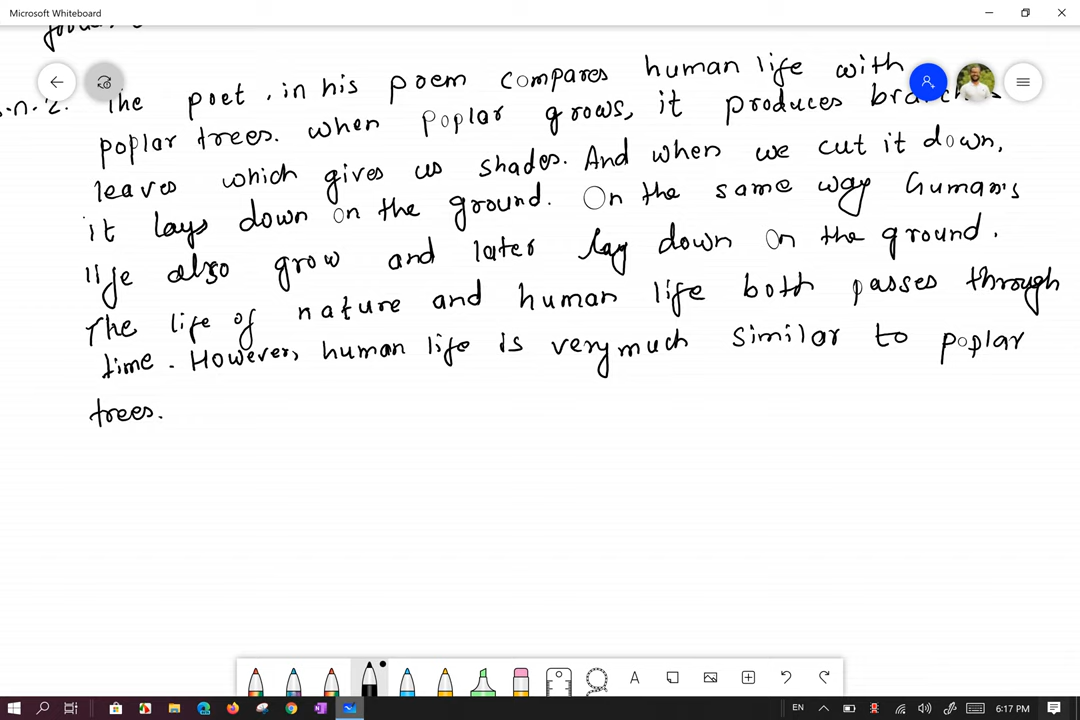 Microsoft Whiteboard
The poet, in his poem compares human life with
poplar trees. when poplar grows, it produces
leaves which gives us shades. And when we cut it down,
it lays down on the ground. On the same way human's
life also grow and later lay down on the ground.
The life of nature and human life both passes through
time. However, human life is very much similar to poplar
trees.
A
EN
6:17 PM